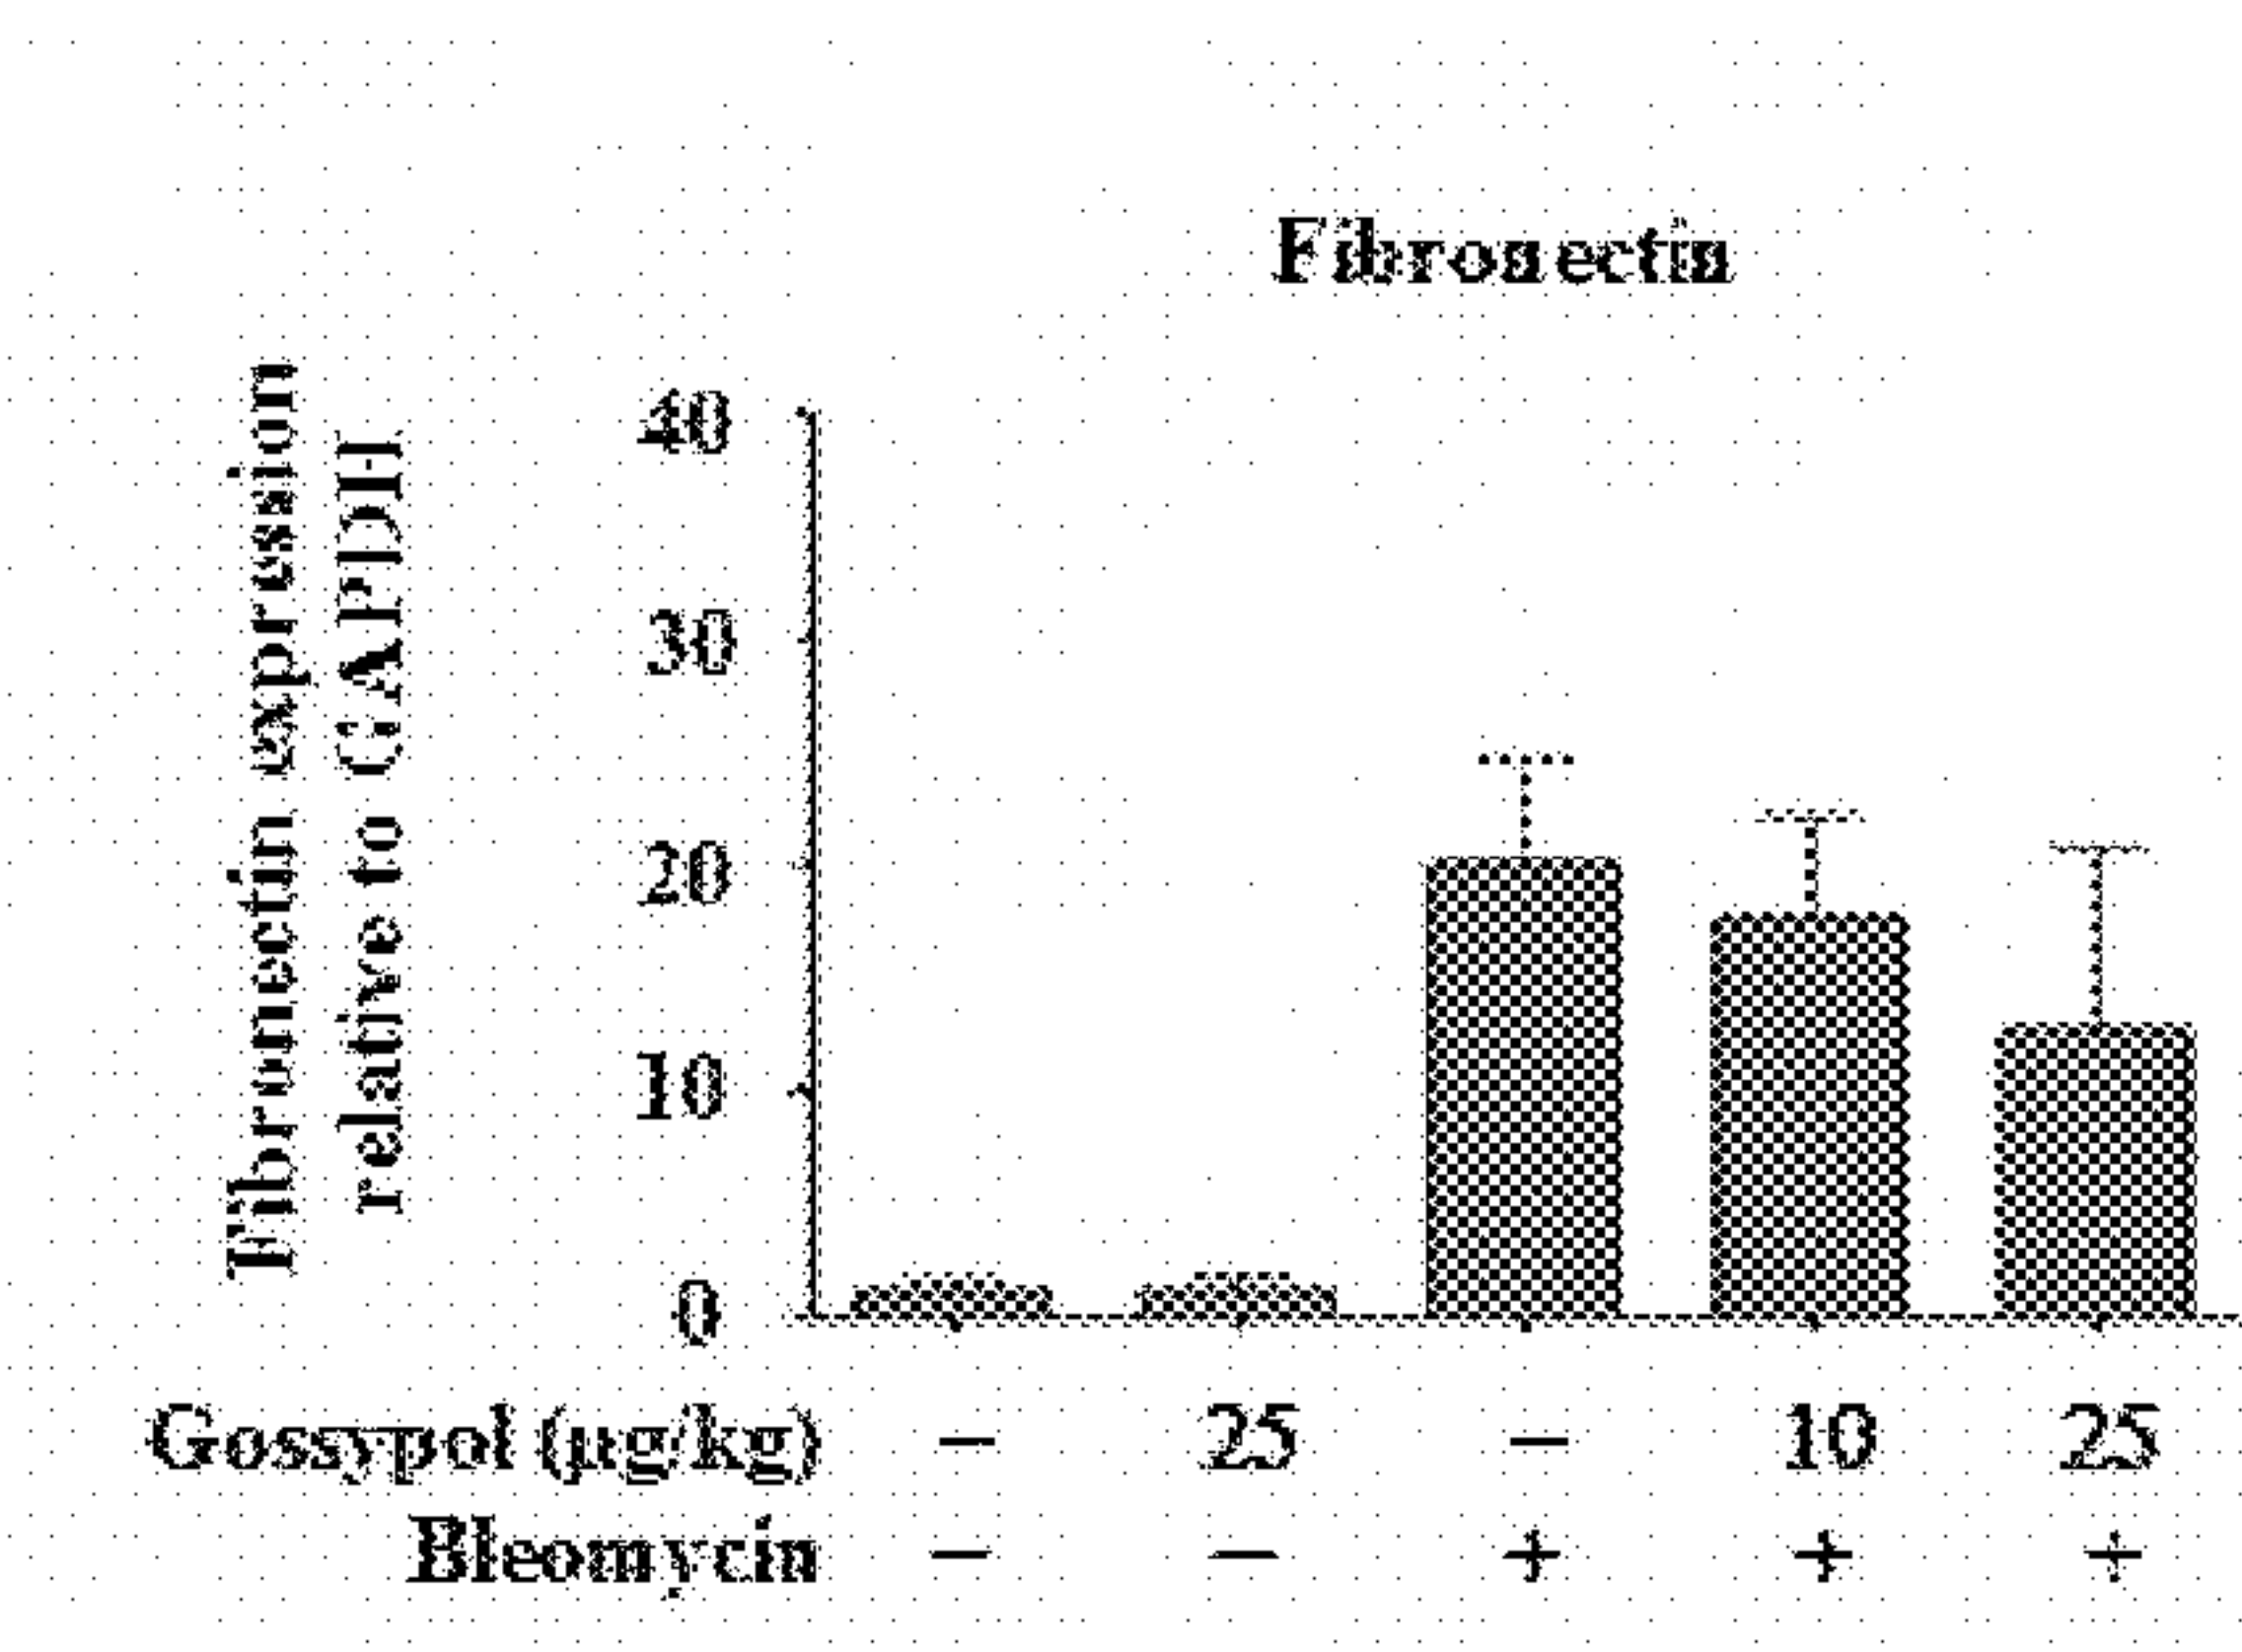 Fibronectin
Fibronectin expression
relative to GAPDH
40
30
20
10
0
Gossypol (µg/kg) – 25 – 10 25
Bleomycin – – + + +